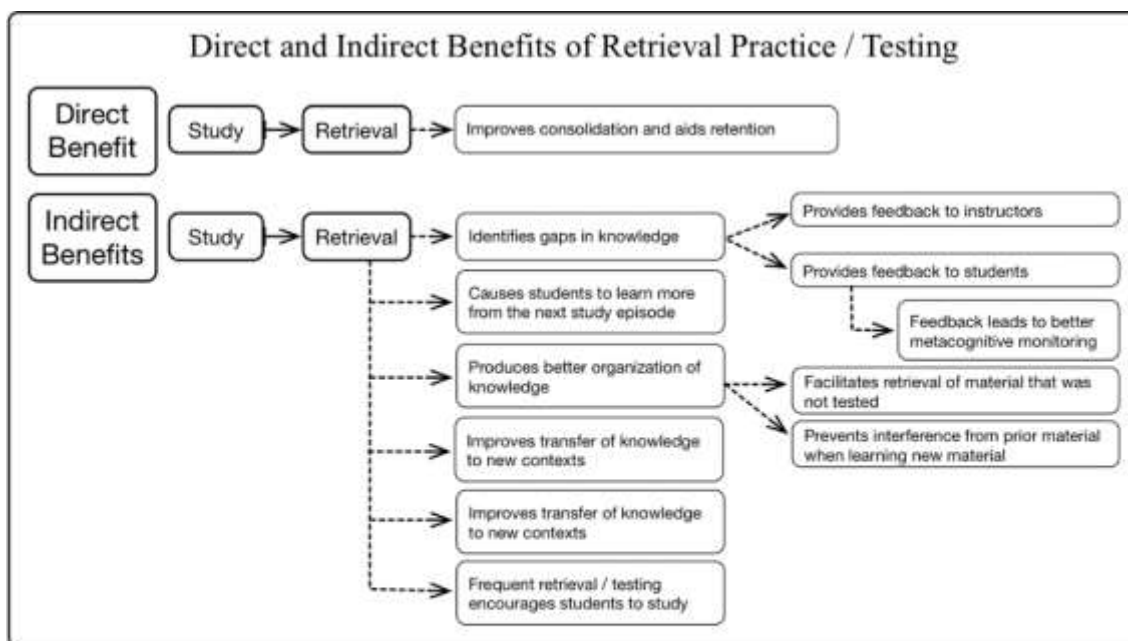 Direct and Indirect Benefits of Retrieval Practice / Testing
Direct
Benefit
Study
Retrieval
Improves consolidation and aids retention
Indirect
Benefits
Study
Retrieval
Identifies gaps in knowledge
Provides feedback to instructors
Provides feedback to students
Feedback leads to better
metacognitive monitoring
Causes students to learn more
from the next study episode
Produces better organization of
knowledge
Facilitates retrieval of material that was
not tested
Prevents interference from prior material
when learning new material
Improves transfer of knowledge
to new contexts
Improves transfer of knowledge
to new contexts
Frequent retrieval / testing
encourages students to study